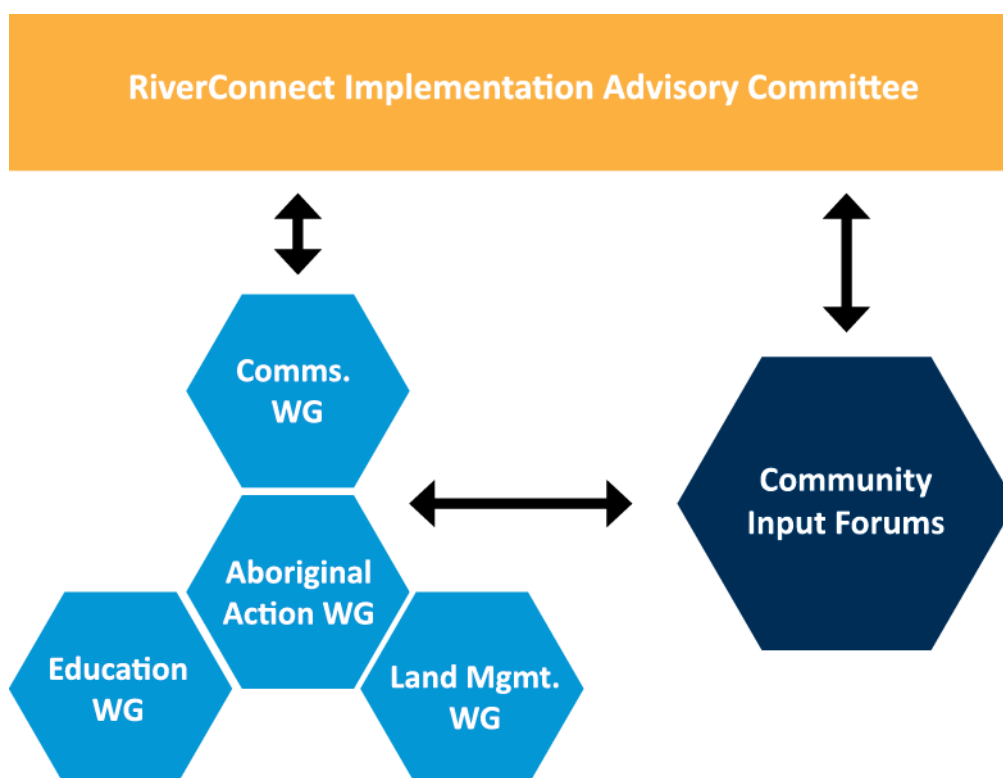 RiverConnect Implementation Advisory Committee
Comms.
WG
Community
Input Forums
Aboriginal
Action WG
Education
WG
Land Mgmt.
WG